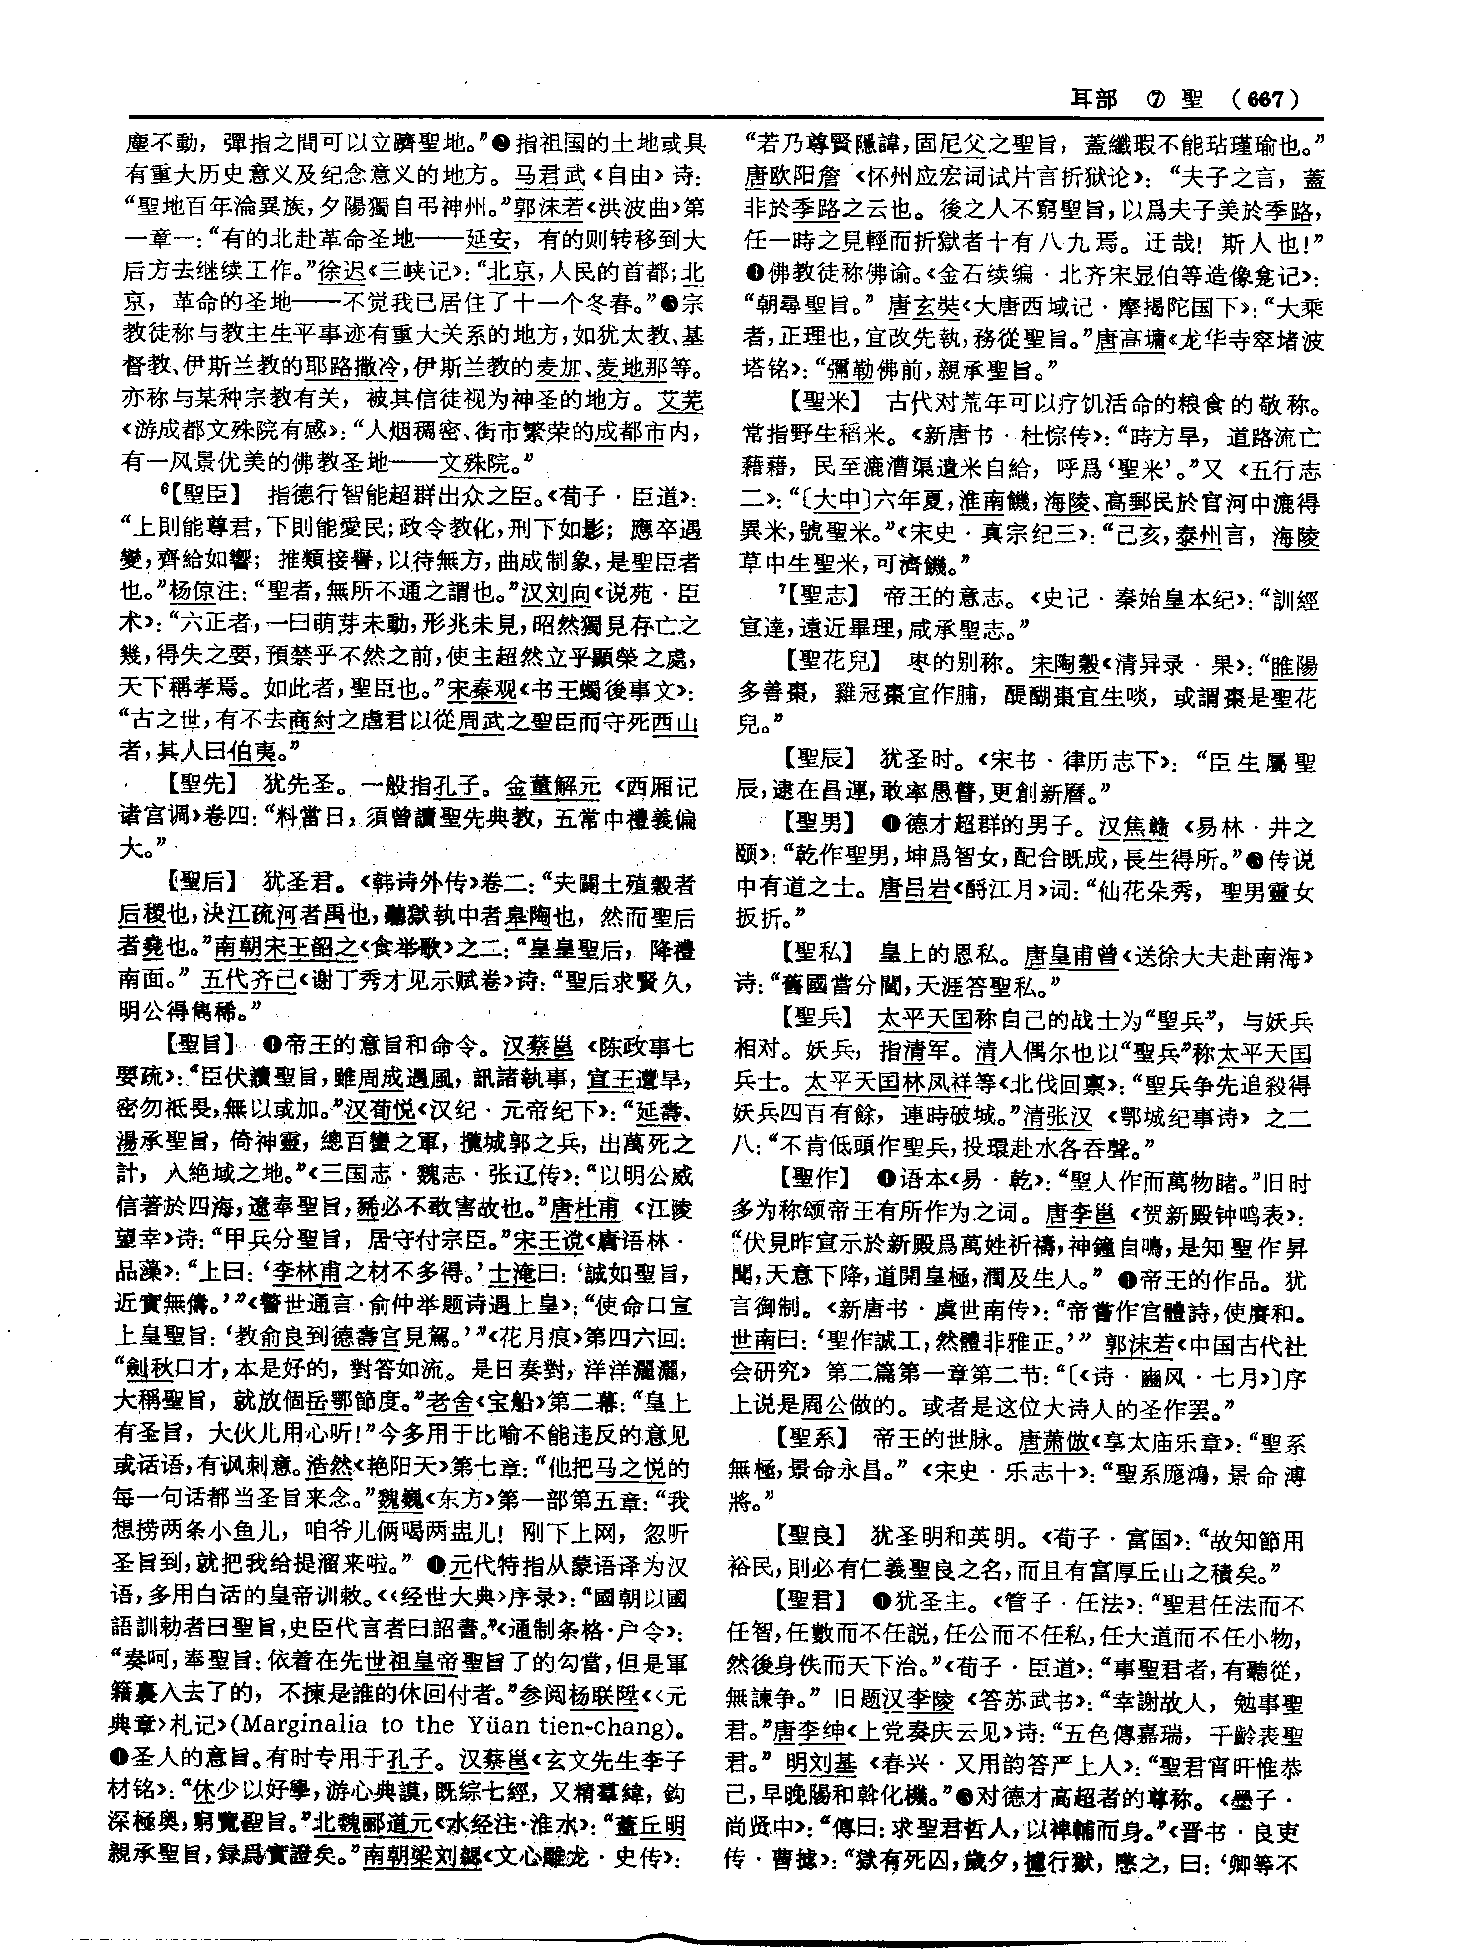 耳部　⑦　聖　（667）
塵不動，彈指之間可以立躋聖地。”❷指祖国的土地或具
有重大历史意义及纪念意义的地方。马君武《自由》诗：
“聖地百年淪異族，夕陽獨自弔神州。”郭沫若《洪波曲》第
一章一：“有的北赴革命圣地——延安，有的则转移到大
后方去继续工作。”徐迟《三峡记》：“北京，人民的首都；北
京，革命的圣地——不觉我已居住了十一个冬春。”❸宗
教徒称与教主生平事迹有重大关系的地方，如犹太教、基
督教、伊斯兰教的耶路撒冷，伊斯兰教的麦加、麦地那等。
亦称与某种宗教有关，被其信徒视为神圣的地方。艾芜
《游成都文殊院有感》：“人烟稠密、街市繁荣的成都市内，
有一风景优美的佛教圣地——文殊院。”
6【聖臣】　指德行智能超群出众之臣。《荀子·臣道》：
“上則能尊君，下則能愛民；政令教化，刑下如影；應卒遇
變，齊給如響；推類接譽，以待無方，曲成制象，是聖臣者
也。”杨倞注：“聖者，無所不通之謂也。”汉刘向《说苑·臣
术》：“六正者，一曰萌芽未動，形兆未見，昭然獨見存亡之
幾，得失之要，預禁乎不然之前，使主超然立乎顯榮之處，
天下稱孝焉。如此者，聖臣也。”宋秦观《书王蠋後事文》：
“古之世，有不去商紂之虐君以從周武之聖臣而守死西山
者，其人曰伯夷。”
【聖先】　犹先圣。一般指孔子。金董解元《西厢记
诸宫调》卷四：“料當日，須曾讀聖先典教，五常中禮義偏
大。”
【聖后】　犹圣君。《韩诗外传》卷二：“夫闢土殖穀者
后稷也，決江疏河者禹也，聽獄執中者皋陶也，然而聖后
者堯也。”南朝宋王韶之《食举歌》之二：“皇皇聖后，降禮
南面。”五代齐己《谢丁秀才见示赋卷》诗：“聖后求賢久，
明公得雋稀。”
【聖旨】　❶帝王的意旨和命令。汉蔡邕《陈政事七
要疏》：“臣伏讀聖旨，雖周成遇風，訊諸執事，宣王遭旱，
密勿祗畏，無以或加。”汉荀悦《汉纪·元帝纪下》：“延壽、
湯承聖旨，倚神靈，總百蠻之軍，攬城郭之兵，出萬死之
計，入絶域之地。”《三国志·魏志·张辽传》：“以明公威
信著於四海，遼奉聖旨，豨必不敢害故也。”唐杜甫《江陵
望幸》诗：“甲兵分聖旨，居守付宗臣。”宋王谠《唐语林·
品藻》：“上曰：‘李林甫之材不多得。’士淹曰：‘誠如聖旨，
近實無儔。’”《警世通言·俞仲举题诗遇上皇》：“使命口宣
上皇聖旨：‘教俞良到德壽宫見駕。’”《花月痕》第四六回：
“劍秋口才，本是好的，對答如流。是日奏對，洋洋灑灑，
大稱聖旨，就放個岳鄂節度。”老舍《宝船》第二幕：“皇上
有圣旨，大伙儿用心听！”今多用于比喻不能违反的意见
或话语，有讽刺意。浩然《艳阳天》第七章：“他把马之悦的
每一句话都当圣旨来念。”魏巍《东方》第一部第五章：“我
想捞两条小鱼儿，咱爷儿俩喝两盅儿！刚下上网，忽听
圣旨到，就把我给提溜来啦。”❷元代特指从蒙语译为汉
语，多用白话的皇帝训敕。《〈经世大典〉序录》：“國朝以國
語訓勅者曰聖旨，史臣代言者曰詔書。”《通制条格·户令》：
“奏呵，奉聖旨：依着在先世祖皇帝聖旨了的勾當，但是軍
籍裏入去了的，不揀是誰的休回付者。”参阅杨联陞《〈元
典章〉札记》(Marginalia to the Yüan tien-chang)。
❸圣人的意旨。有时专用于孔子。汉蔡邕《玄文先生李子
材铭》：“休少以好學，游心典謨，既綜七經，又精羣緯，鈎
深極奥，窮覽聖旨。”北魏郦道元《水经注·淮水》：“蓋丘明
親承聖旨，録爲實證矣。”南朝梁刘勰《文心雕龙·史传》：
“若乃尊賢隱諱，固尼父之聖旨，蓋纖瑕不能玷瑾瑜也。”
唐欧阳詹《怀州应宏词试片言折狱论》：“夫子之言，蓋
非於季路之云也。後之人不窮聖旨，以爲夫子美於季路，
任一時之見輕而折獄者十有八九焉。迂哉！斯人也！”
❹佛教徒称佛谕。《金石续编·北齐宋显伯等造像龛记》：
“朝尋聖旨。”唐玄奘《大唐西域记·摩揭陀国下》：“大乘
者，正理也，宜改先執，務從聖旨。”唐高墉《龙华寺窣堵波
塔铭》：“彌勒佛前，親承聖旨。”
【聖米】　古代对荒年可以疗饥活命的粮食的敬称。
常指野生稻米。《新唐书·杜悰传》：“時方旱，道路流亡
藉藉，民至漉漕渠遺米自給，呼爲‘聖米’。”又《五行志
二》：“〔大中〕六年夏，淮南饑，海陵、高郵民於官河中漉得
異米，號聖米。”《宋史·真宗纪三》：“己亥，泰州言，海陵
草中生聖米，可濟饑。”
7【聖志】　帝王的意志。《史记·秦始皇本纪》：“訓經
宣達，遠近畢理，咸承聖志。”
【聖花兒】　枣的别称。宋陶穀《清异录·果》：“睢陽
多善棗，雞冠棗宜作脯，醍醐棗宜生啖，或謂棗是聖花
兒。”
【聖辰】　犹圣时。《宋书·律历志下》：“臣生屬聖
辰，逮在昌運，敢率愚瞽，更創新曆。”
【聖男】　❶德才超群的男子。汉焦赣《易林·井之
颐》：“乾作聖男，坤爲智女，配合既成，長生得所。”❷传说
中有道之士。唐吕岩《酹江月》词：“仙花朵秀，聖男靈女
扳折。”
【聖私】　皇上的恩私。唐皇甫曾《送徐大夫赴南海》
诗：“舊國當分閫，天涯答聖私。”
【聖兵】　太平天国称自己的战士为“聖兵”，与妖兵
相对。妖兵，指清军。清人偶尔也以“聖兵”称太平天国
兵士。太平天国林凤祥等《北伐回禀》：“聖兵争先追殺得
妖兵四百有餘，連時破城。”清张汉《鄂城纪事诗》之二
八：“不肯低頭作聖兵，投環赴水各吞聲。”
【聖作】　❶语本《易·乾》：“聖人作而萬物睹。”旧时
多为称颂帝王有所作为之词。唐李邕《贺新殿钟鸣表》：
“伏見昨宣示於新殿爲萬姓祈禱，神鐘自鳴，是知聖作昇
聞，天意下降，道開皇極，潤及生人。”❷帝王的作品。犹
言御制。《新唐书·虞世南传》：“帝嘗作宫體詩，使賡和。
世南曰：‘聖作誠工，然體非雅正。’”郭沫若《中国古代社
会研究》第二篇第一章第二节：“〔《诗·豳风·七月》〕序
上说是周公做的。或者是这位大诗人的圣作罢。”
【聖系】　帝王的世脉。唐萧倣《享太庙乐章》：“聖系
無極，景命永昌。”《宋史·乐志十》：“聖系厖鴻，景命溥
將。”
【聖良】　犹圣明和英明。《荀子·富国》：“故知節用
裕民，則必有仁義聖良之名，而且有富厚丘山之積矣。”
【聖君】　❶犹圣主。《管子·任法》：“聖君任法而不
任智，任數而不任説，任公而不任私，任大道而不任小物，
然後身佚而天下治。”《荀子·臣道》：“事聖君者，有聽從，
無諫争。”旧题汉李陵《答苏武书》：“幸謝故人，勉事聖
君。”唐李绅《上党奏庆云见》诗：“五色傳嘉瑞，千齡表聖
君。”明刘基《春兴·又用韵答严上人》：“聖君宵旰惟恭
己，早晚陽和斡化機。”❷对德才高超者的尊称。《墨子·
尚贤中》：“傳曰：求聖君哲人，以裨輔而身。”《晋书·良吏
传·曹摅》：“獄有死囚，歲夕，摅行獄，愍之，曰：‘卿等不